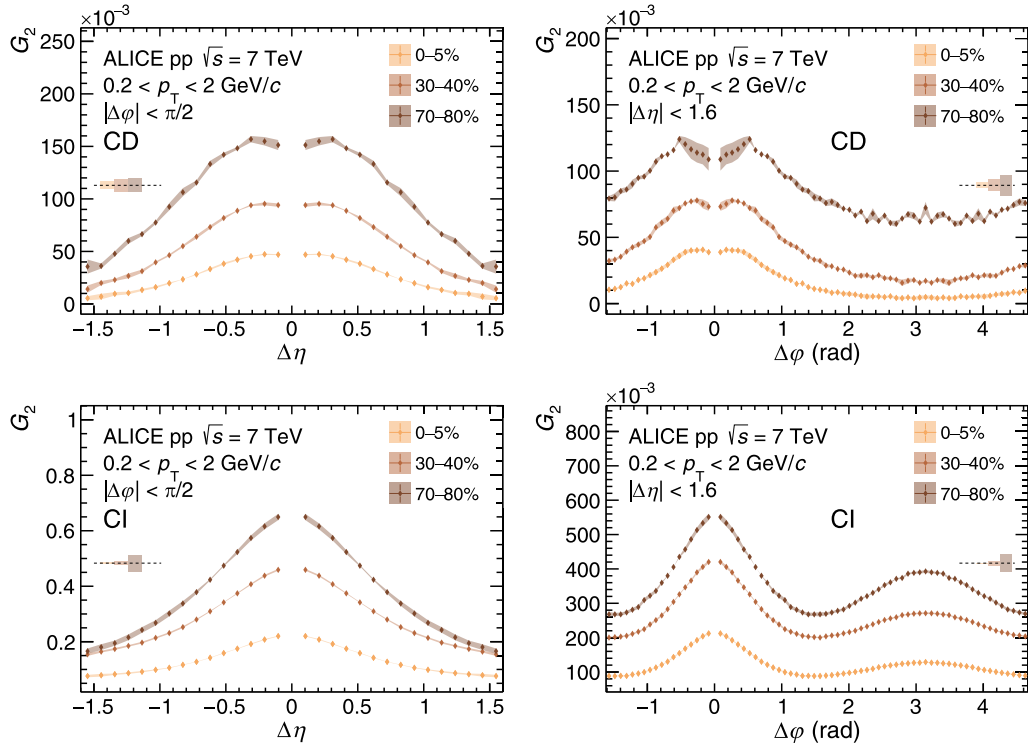 ×10⁻³
G₂
250
200
150
100
50
0
ALICE pp √s = 7 TeV
0.2 < p_T < 2 GeV/c
|Δφ| < π/2
CD
0–5%
30–40%
70–80%
−1.5 −1 −0.5 0 0.5 1 1.5
Δη
×10⁻³
G₂
200
150
100
50
0
ALICE pp √s = 7 TeV
0.2 < p_T < 2 GeV/c
|Δη| < 1.6
CD
0–5%
30–40%
70–80%
−1 0 1 2 3 4
Δφ (rad)
G₂
1
0.8
0.6
0.4
0.2
ALICE pp √s = 7 TeV
0.2 < p_T < 2 GeV/c
|Δφ| < π/2
CI
0–5%
30–40%
70–80%
−1.5 −1 −0.5 0 0.5 1 1.5
Δη
×10⁻³
G₂
800
700
600
500
400
300
200
100
ALICE pp √s = 7 TeV
0.2 < p_T < 2 GeV/c
|Δη| < 1.6
CI
0–5%
30–40%
70–80%
−1 0 1 2 3 4
Δφ (rad)